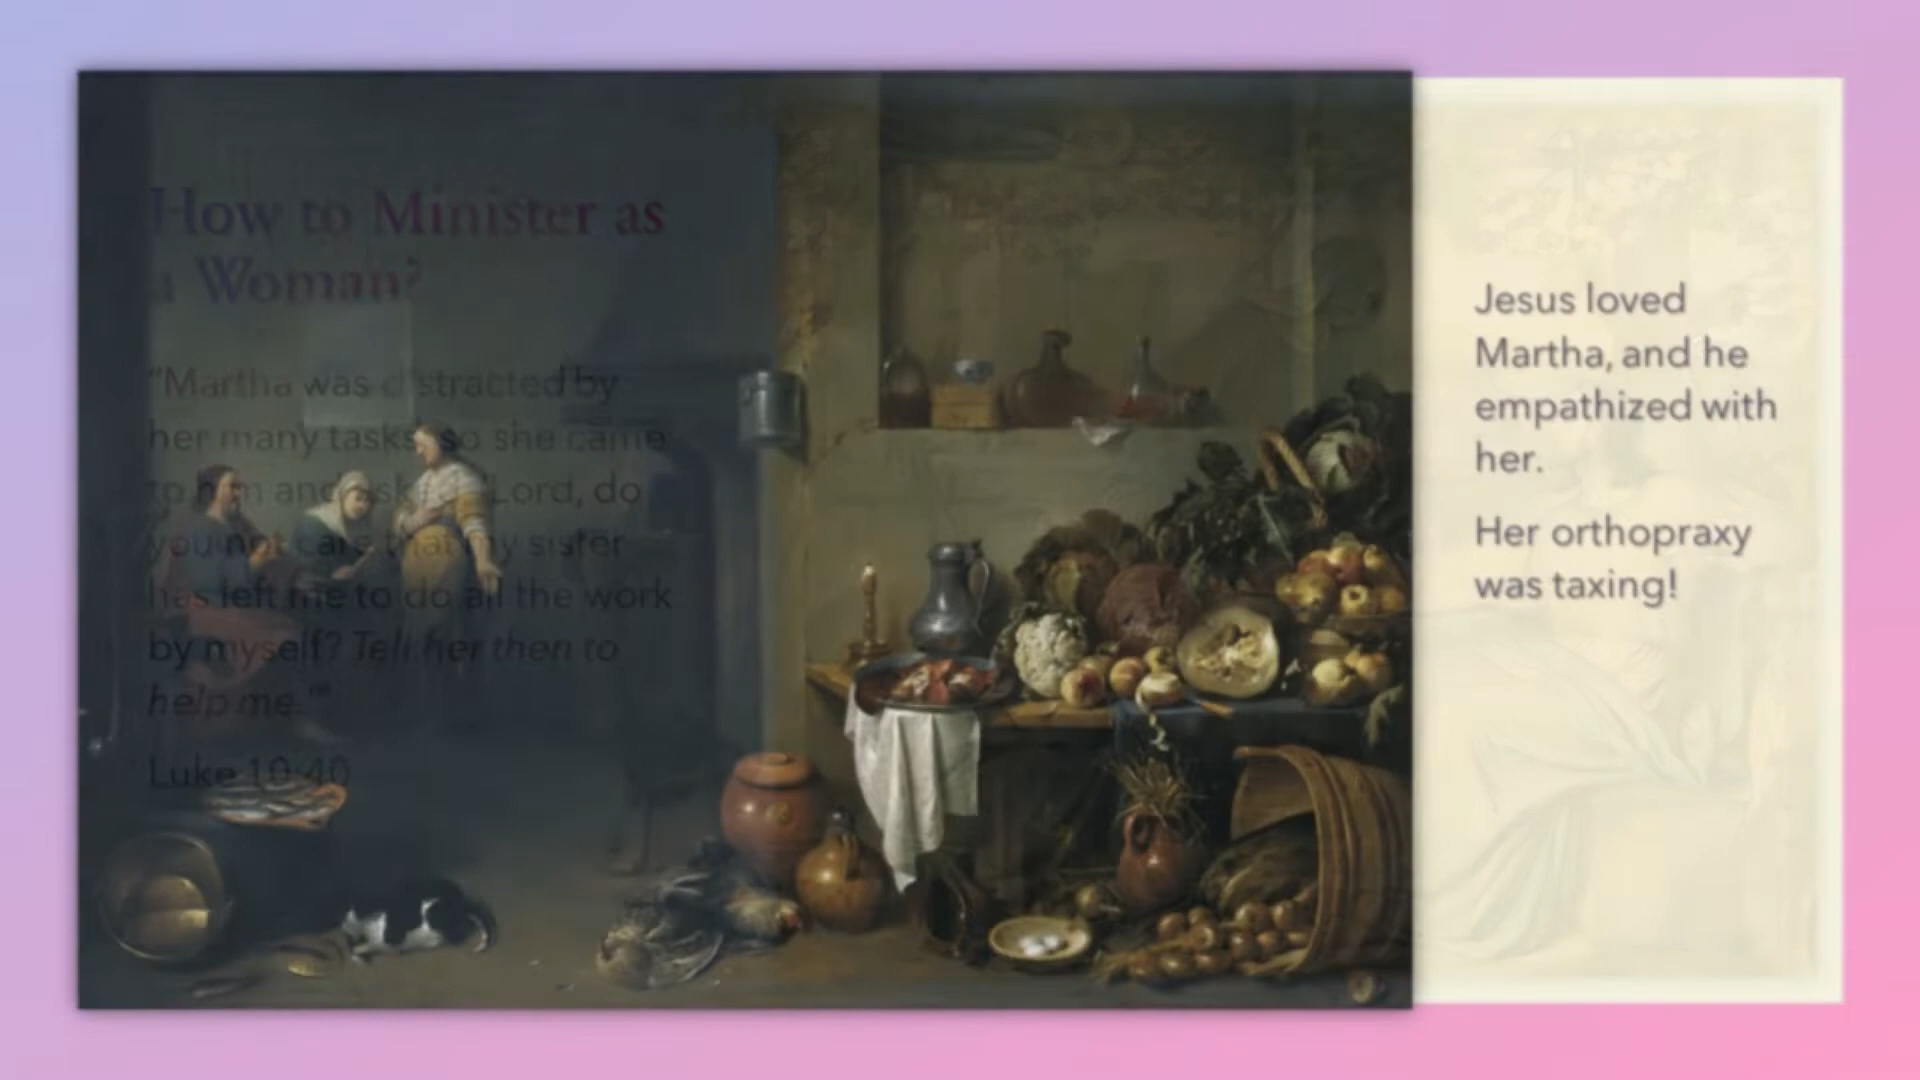 How to Minister as
a Woman?
"Martha was distracted by
her many tasks, so she came
to him and asked, 'Lord, do
you not care that my sister
has left me to do all the work
by myself? Tell her then to
help me.'"
Luke 10:40
Jesus loved
Martha, and he
empathized with
her.
Her orthopraxy
was taxing!